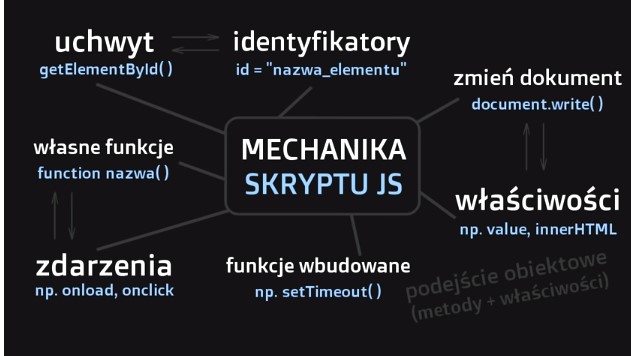 uchwyt
getElementById( )
identyfikatory
id = "nazwa_elementu"
zmień dokument
document.write( )
własne funkcje
function nazwa( )
MECHANIKA
SKRYPTU JS
właściwości
np. value, innerHTML
zdarzenia
np. onload, onclick
funkcje wbudowane
np. setTimeout( )
podejście obiektowe
(metody + właściwości)